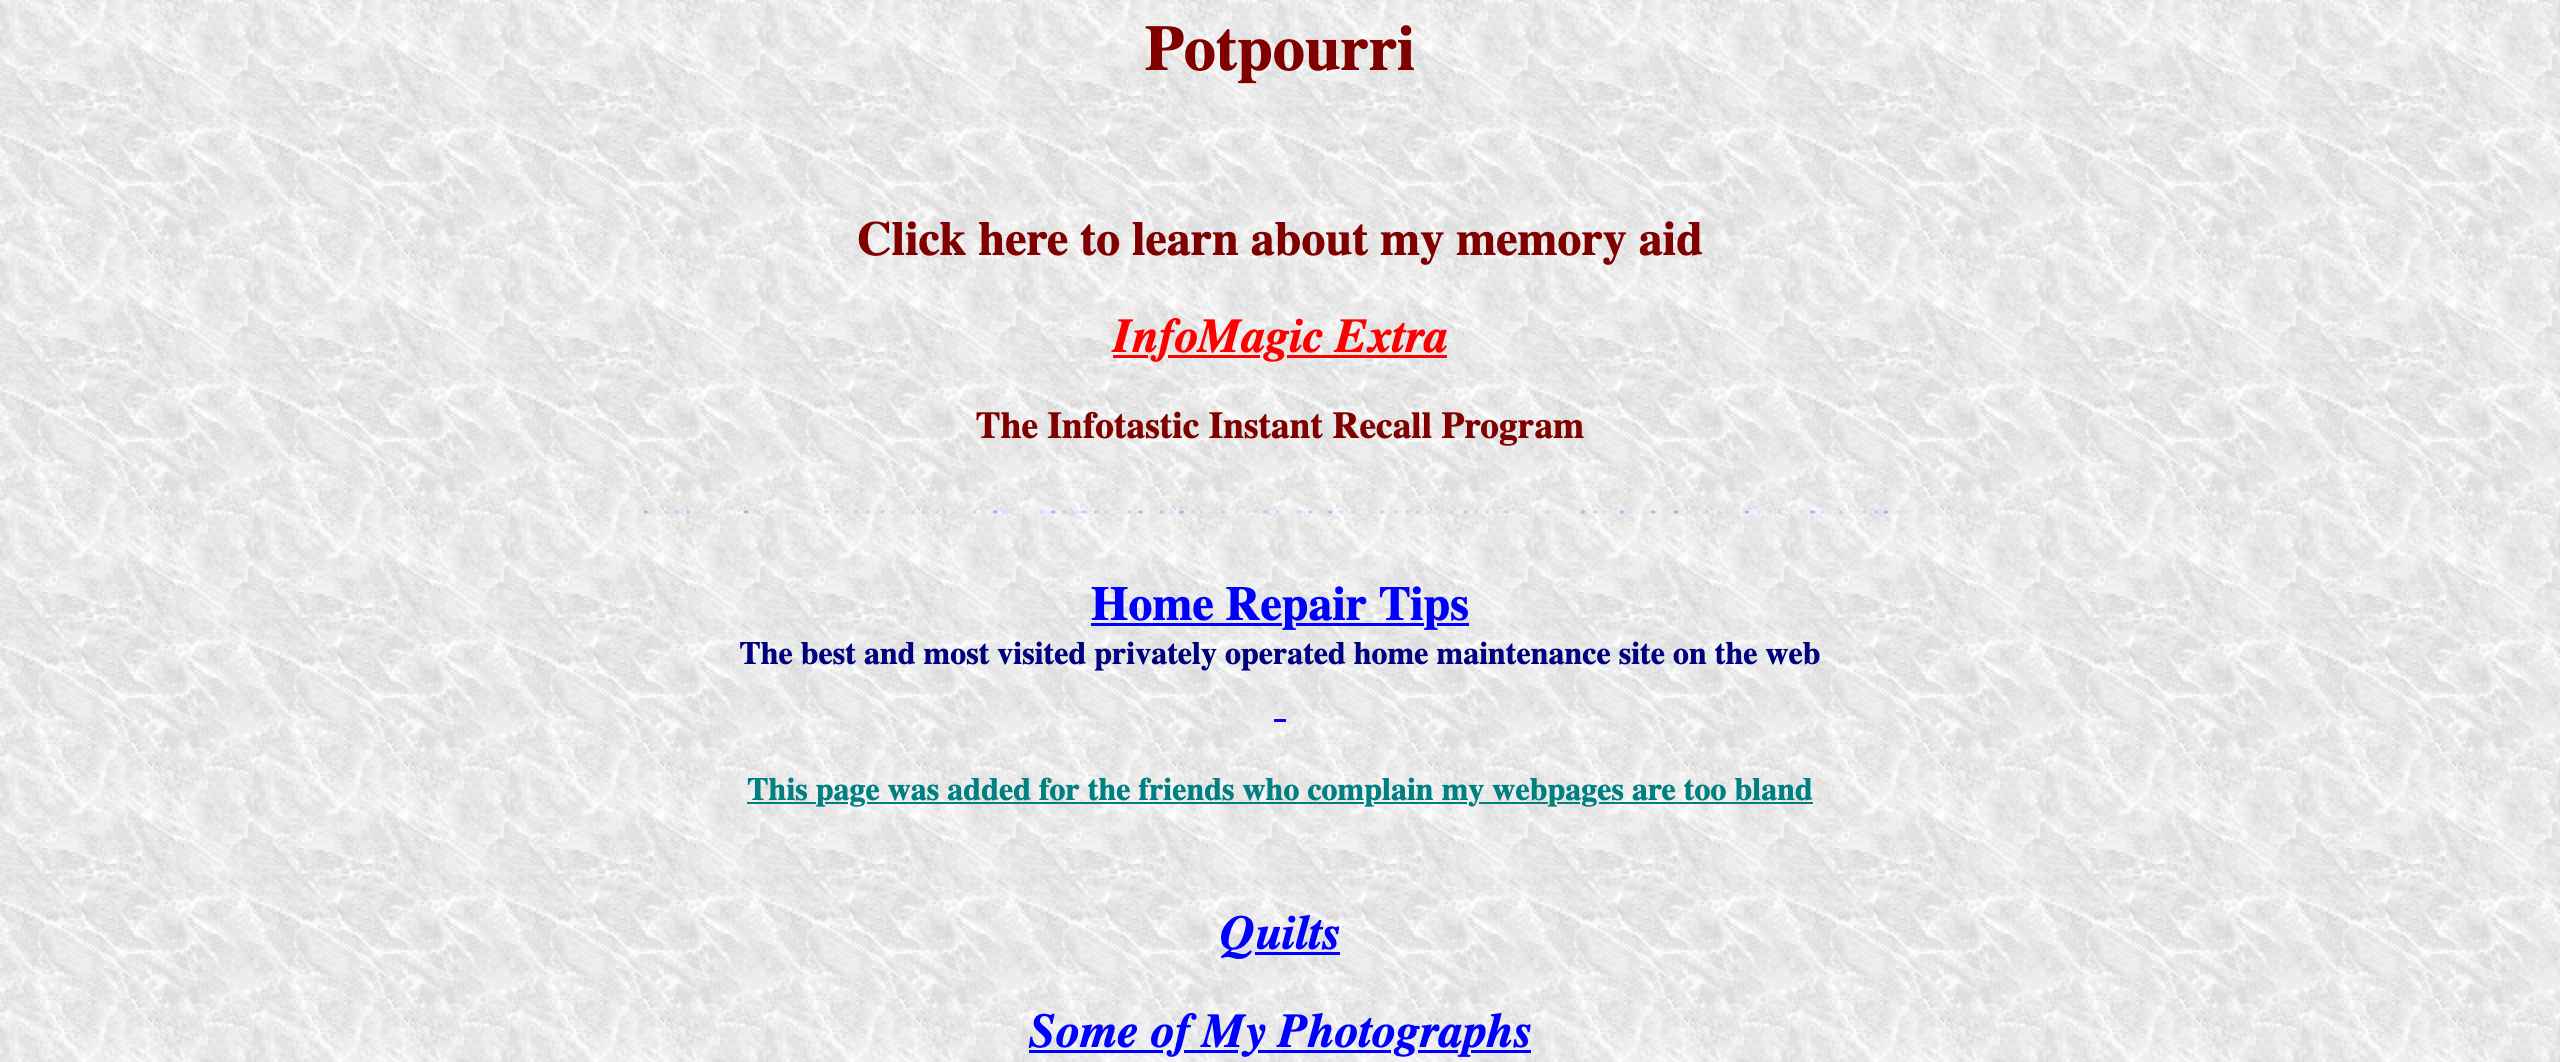 Potpourri
Click here to learn about my memory aid
InfoMagic Extra
The Infotastic Instant Recall Program
Home Repair Tips
The best and most visited privately operated home maintenance site on the web
This page was added for the friends who complain my webpages are too bland
Quilts
Some of My Photographs